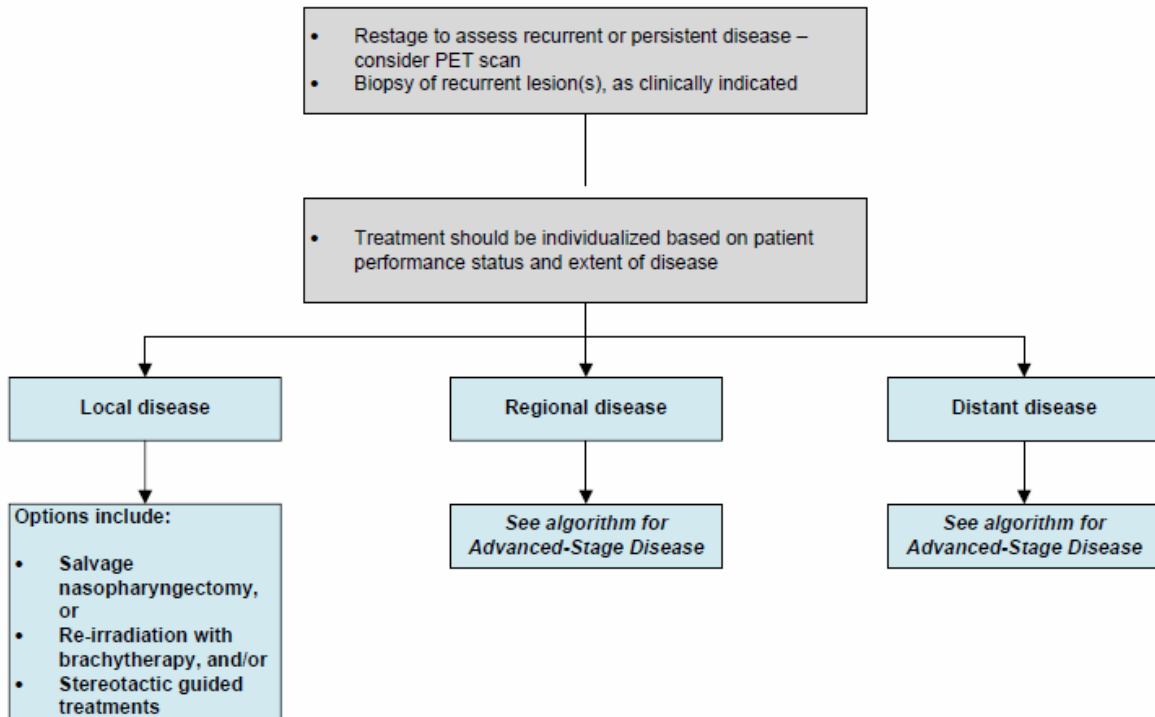 • Restage to assess recurrent or persistent disease –
consider PET scan
• Biopsy of recurrent lesion(s), as clinically indicated
• Treatment should be individualized based on patient
performance status and extent of disease
Local disease
Regional disease
Distant disease
Options include:
• Salvage
nasopharyngectomy,
or
• Re-irradiation with
brachytherapy, and/or
• Stereotactic guided
treatments
See algorithm for
Advanced-Stage Disease
See algorithm for
Advanced-Stage Disease